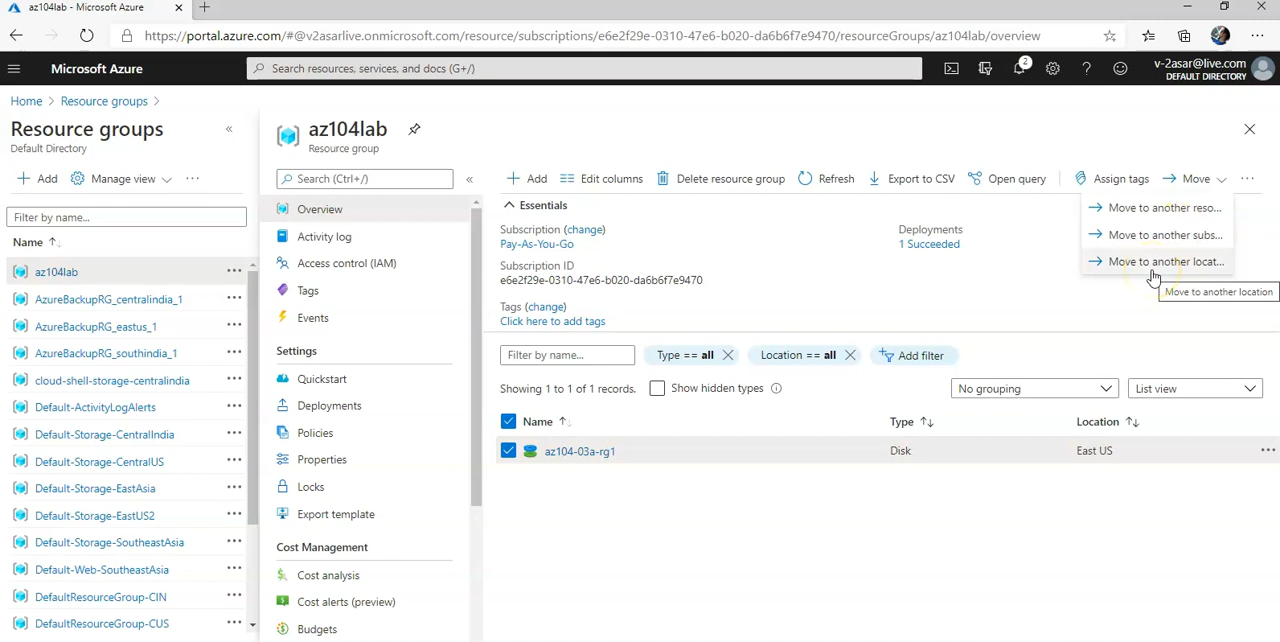 az104lab - Microsoft Azure
https://portal.azure.com/#@v2asarlive.onmicrosoft.com/resource/subscriptions/e6e2f29e-0310-47e6-b020-da6b6f7e9470/resourceGroups/az104lab/overview
Microsoft Azure
Search resources, services, and docs (G+/)
2
v-2asar@live.com
DEFAULT DIRECTORY
Home > Resource groups >
Resource groups
Default Directory
Add
Manage view
Filter by name...
Name
az104lab
AzureBackupRG_centralindia_1
AzureBackupRG_eastus_1
AzureBackupRG_southindia_1
cloud-shell-storage-centralindia
Default-ActivityLogAlerts
Default-Storage-CentralIndia
Default-Storage-CentralUS
Default-Storage-EastAsia
Default-Storage-EastUS2
Default-Storage-SoutheastAsia
Default-Web-SoutheastAsia
DefaultResourceGroup-CIN
DefaultResourceGroup-CUS
az104lab
Resource group
Search (Ctrl+/)
Overview
Activity log
Access control (IAM)
Tags
Events
Settings
Quickstart
Deployments
Policies
Properties
Locks
Export template
Cost Management
Cost analysis
Cost alerts (preview)
Budgets
Add
Edit columns
Delete resource group
Refresh
Export to CSV
Open query
Assign tags
Move
Move to another reso...
Move to another subs...
Move to another locat...
Move to another location
Essentials
Subscription (change)
Pay-As-You-Go
Subscription ID
e6e2f29e-0310-47e6-b020-da6b6f7e9470
Tags (change)
Click here to add tags
Deployments
1 Succeeded
Filter by name...
Type == all
Location == all
Add filter
Showing 1 to 1 of 1 records.
Show hidden types
No grouping
List view
Name
Type
Location
az104-03a-rg1
Disk
East US